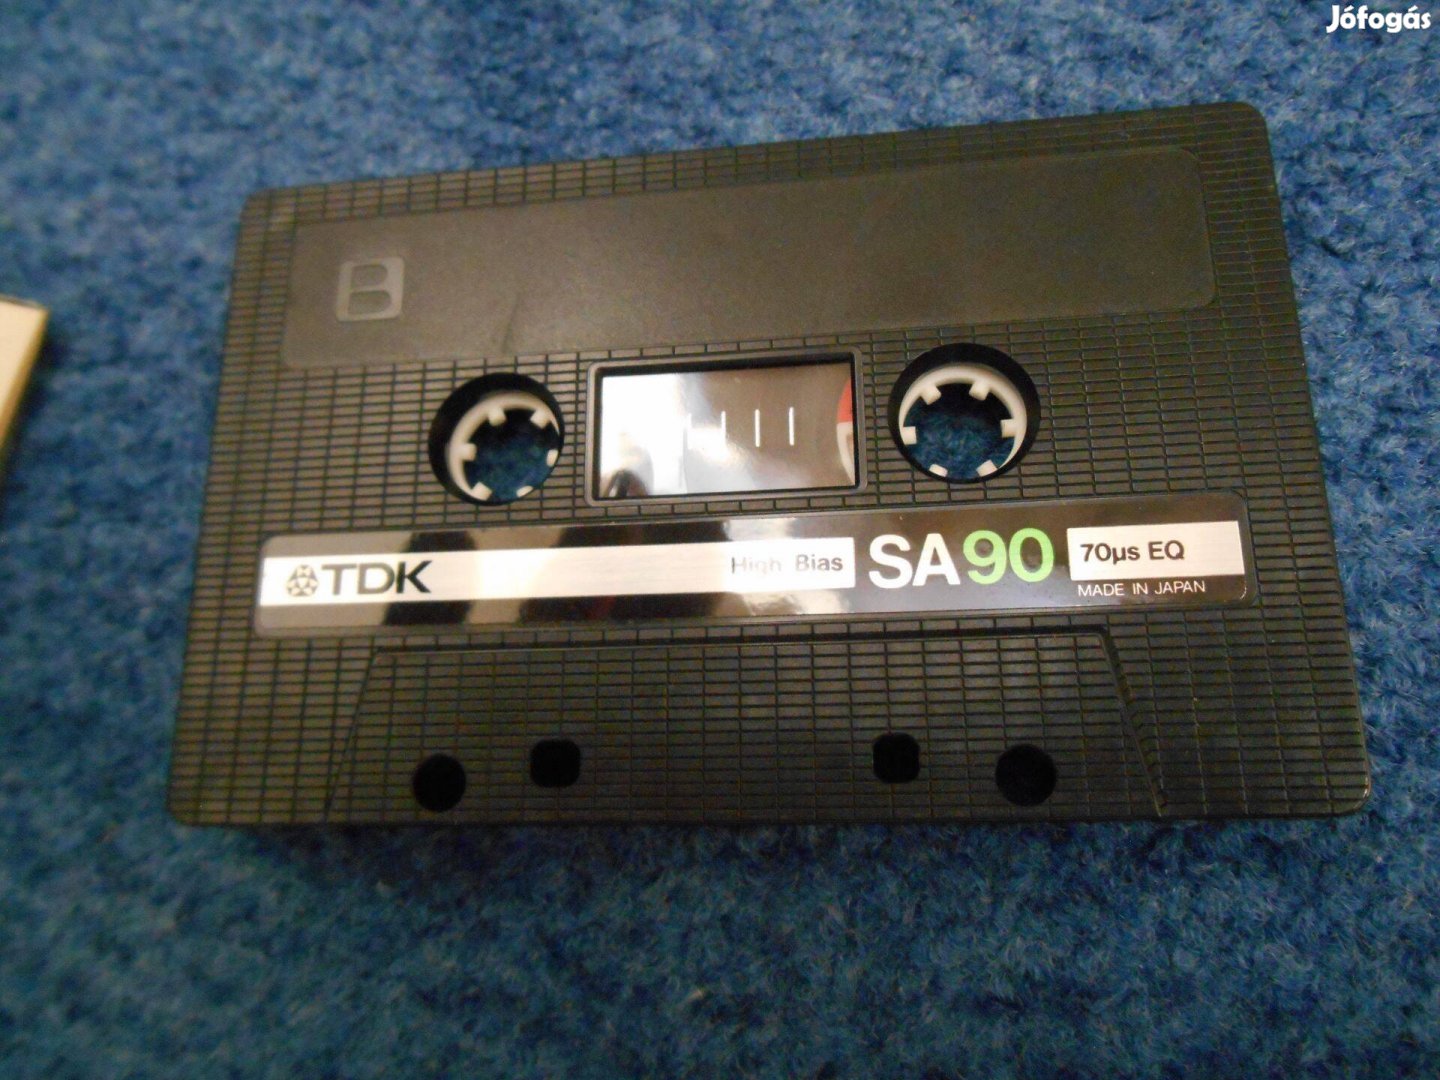 Jófogás
B
TDK High Bias SA90 70µs EQ
MADE IN JAPAN